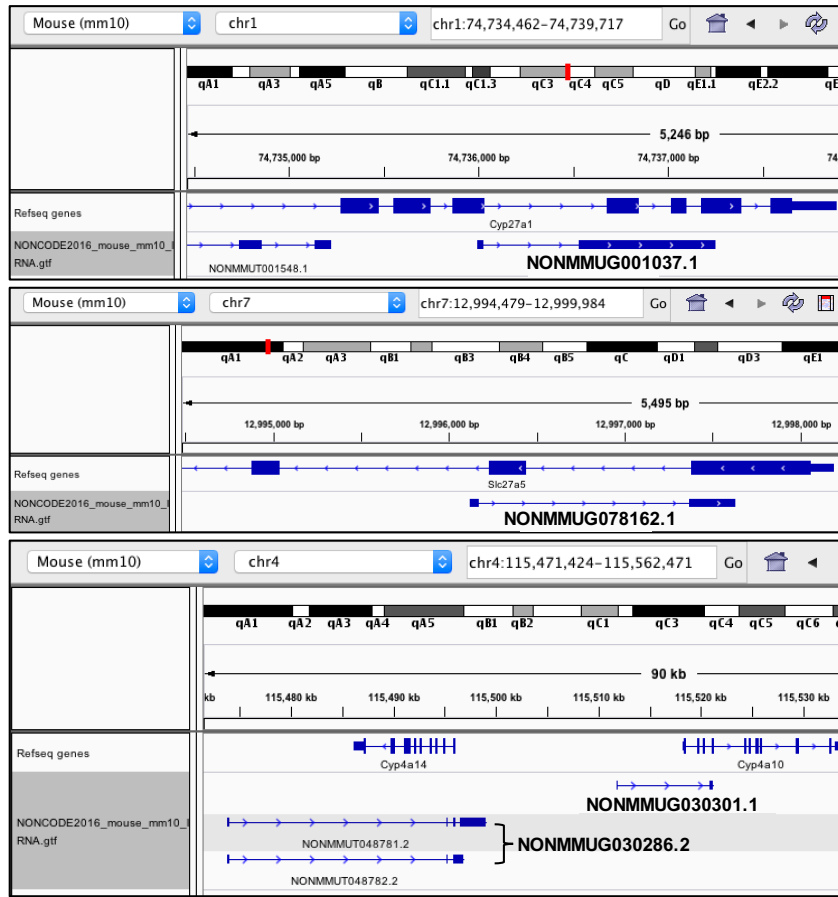 Mouse (mm10) chr1 chr1:74,734,462-74,739,717 Go
qA1 qA3 qA5 qB qC1.1 qC1.3 qC3 qC4 qC5 qD qE1.1 qE2.2 qE
5,246 bp
74,735,000 bp 74,736,000 bp 74,737,000 bp 74
Refseq genes
Cyp27a1
NONCODE2016_mouse_mm10_l
RNA.gtf
NONMMUT001548.1
NONMMUG001037.1
Mouse (mm10) chr7 chr7:12,994,479-12,999,984 Go
qA1 qA2 qA3 qB1 qB3 qB4 qB5 qC qD1 qD3 qE1
5,495 bp
12,995,000 bp 12,996,000 bp 12,997,000 bp 12,998,000 bp
Refseq genes
Slc27a5
NONCODE2016_mouse_mm10_l
RNA.gtf
NONMMUG078162.1
Mouse (mm10) chr4 chr4:115,471,424-115,562,471 Go
qA1 qA2 qA3 qA4 qA5 qB1 qB2 qC1 qC3 qC4 qC5 qC6
90 kb
kb 115,480 kb 115,490 kb 115,500 kb 115,510 kb 115,520 kb 115,530 kb
Refseq genes
Cyp4a14 Cyp4a10
NONMMUG030301.1
NONCODE2016_mouse_mm10_l
RNA.gtf
NONMMUT048781.2
NONMMUG030286.2
NONMMUT048782.2